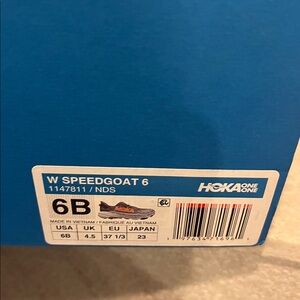 W SPEEDGOAT 6
1147811 / NDS
HOKA ONE ONE
6B
MADE IN VIETNAM / FABRIQUÉ AU VIETNAM
USA UK EU JAPAN
6B 4.5 37 1/3 23